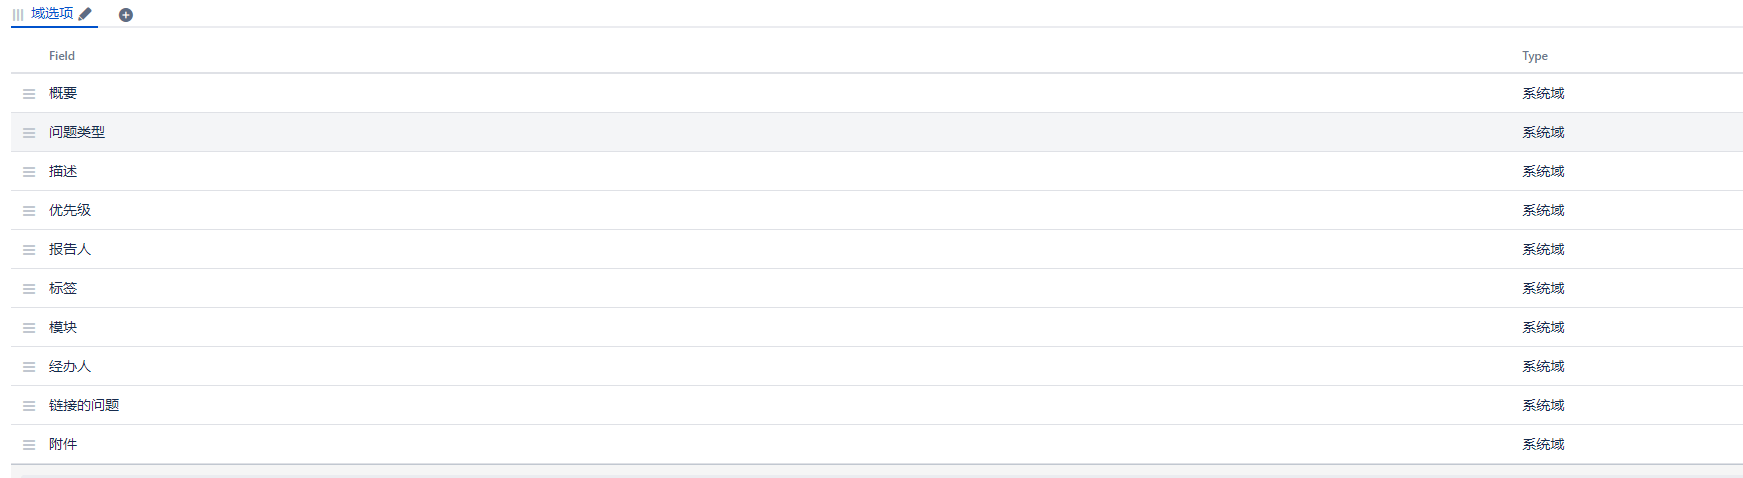 域选项
Field Type
概要 系统域
问题类型 系统域
描述 系统域
优先级 系统域
报告人 系统域
标签 系统域
模块 系统域
经办人 系统域
链接的问题 系统域
附件 系统域